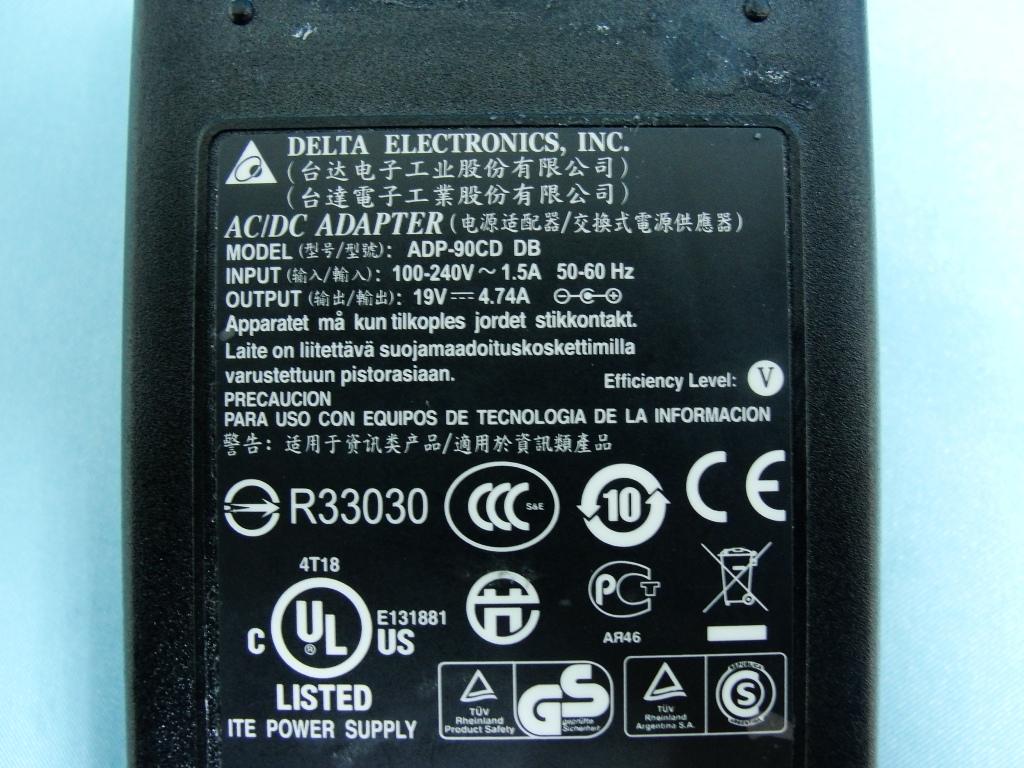 DELTA ELECTRONICS, INC.
(台达电子工业股份有限公司)
(台達電子工業股份有限公司)
AC/DC ADAPTER (电源适配器/交換式電源供應器)
MODEL (型号/型號): ADP-90CD DB
INPUT (输入/輸入): 100-240V ~ 1.5A 50-60 Hz
OUTPUT (输出/輸出): 19V ⎓ 4.74A
Apparatet må kun tilkoples jordet stikkontakt.
Laite on liitettävä suojamaadoituskoskettimilla
varustettuun pistorasiaan.
Efficiency Level: V
PRECAUCION
PARA USO CON EQUIPOS DE TECNOLOGIA DE LA INFORMACION
警告: 适用于资讯类产品/適用於資訊類產品
R33030
CCC S&E
10
CE
4T18
C UL ® US
E131881
LISTED
ITE POWER SUPPLY
PCT
AR46
TÜV
Rheinland
Product Safety
GS
geprüfte
Sicherheit
TÜV
Rheinland
Argentina S.A.
S